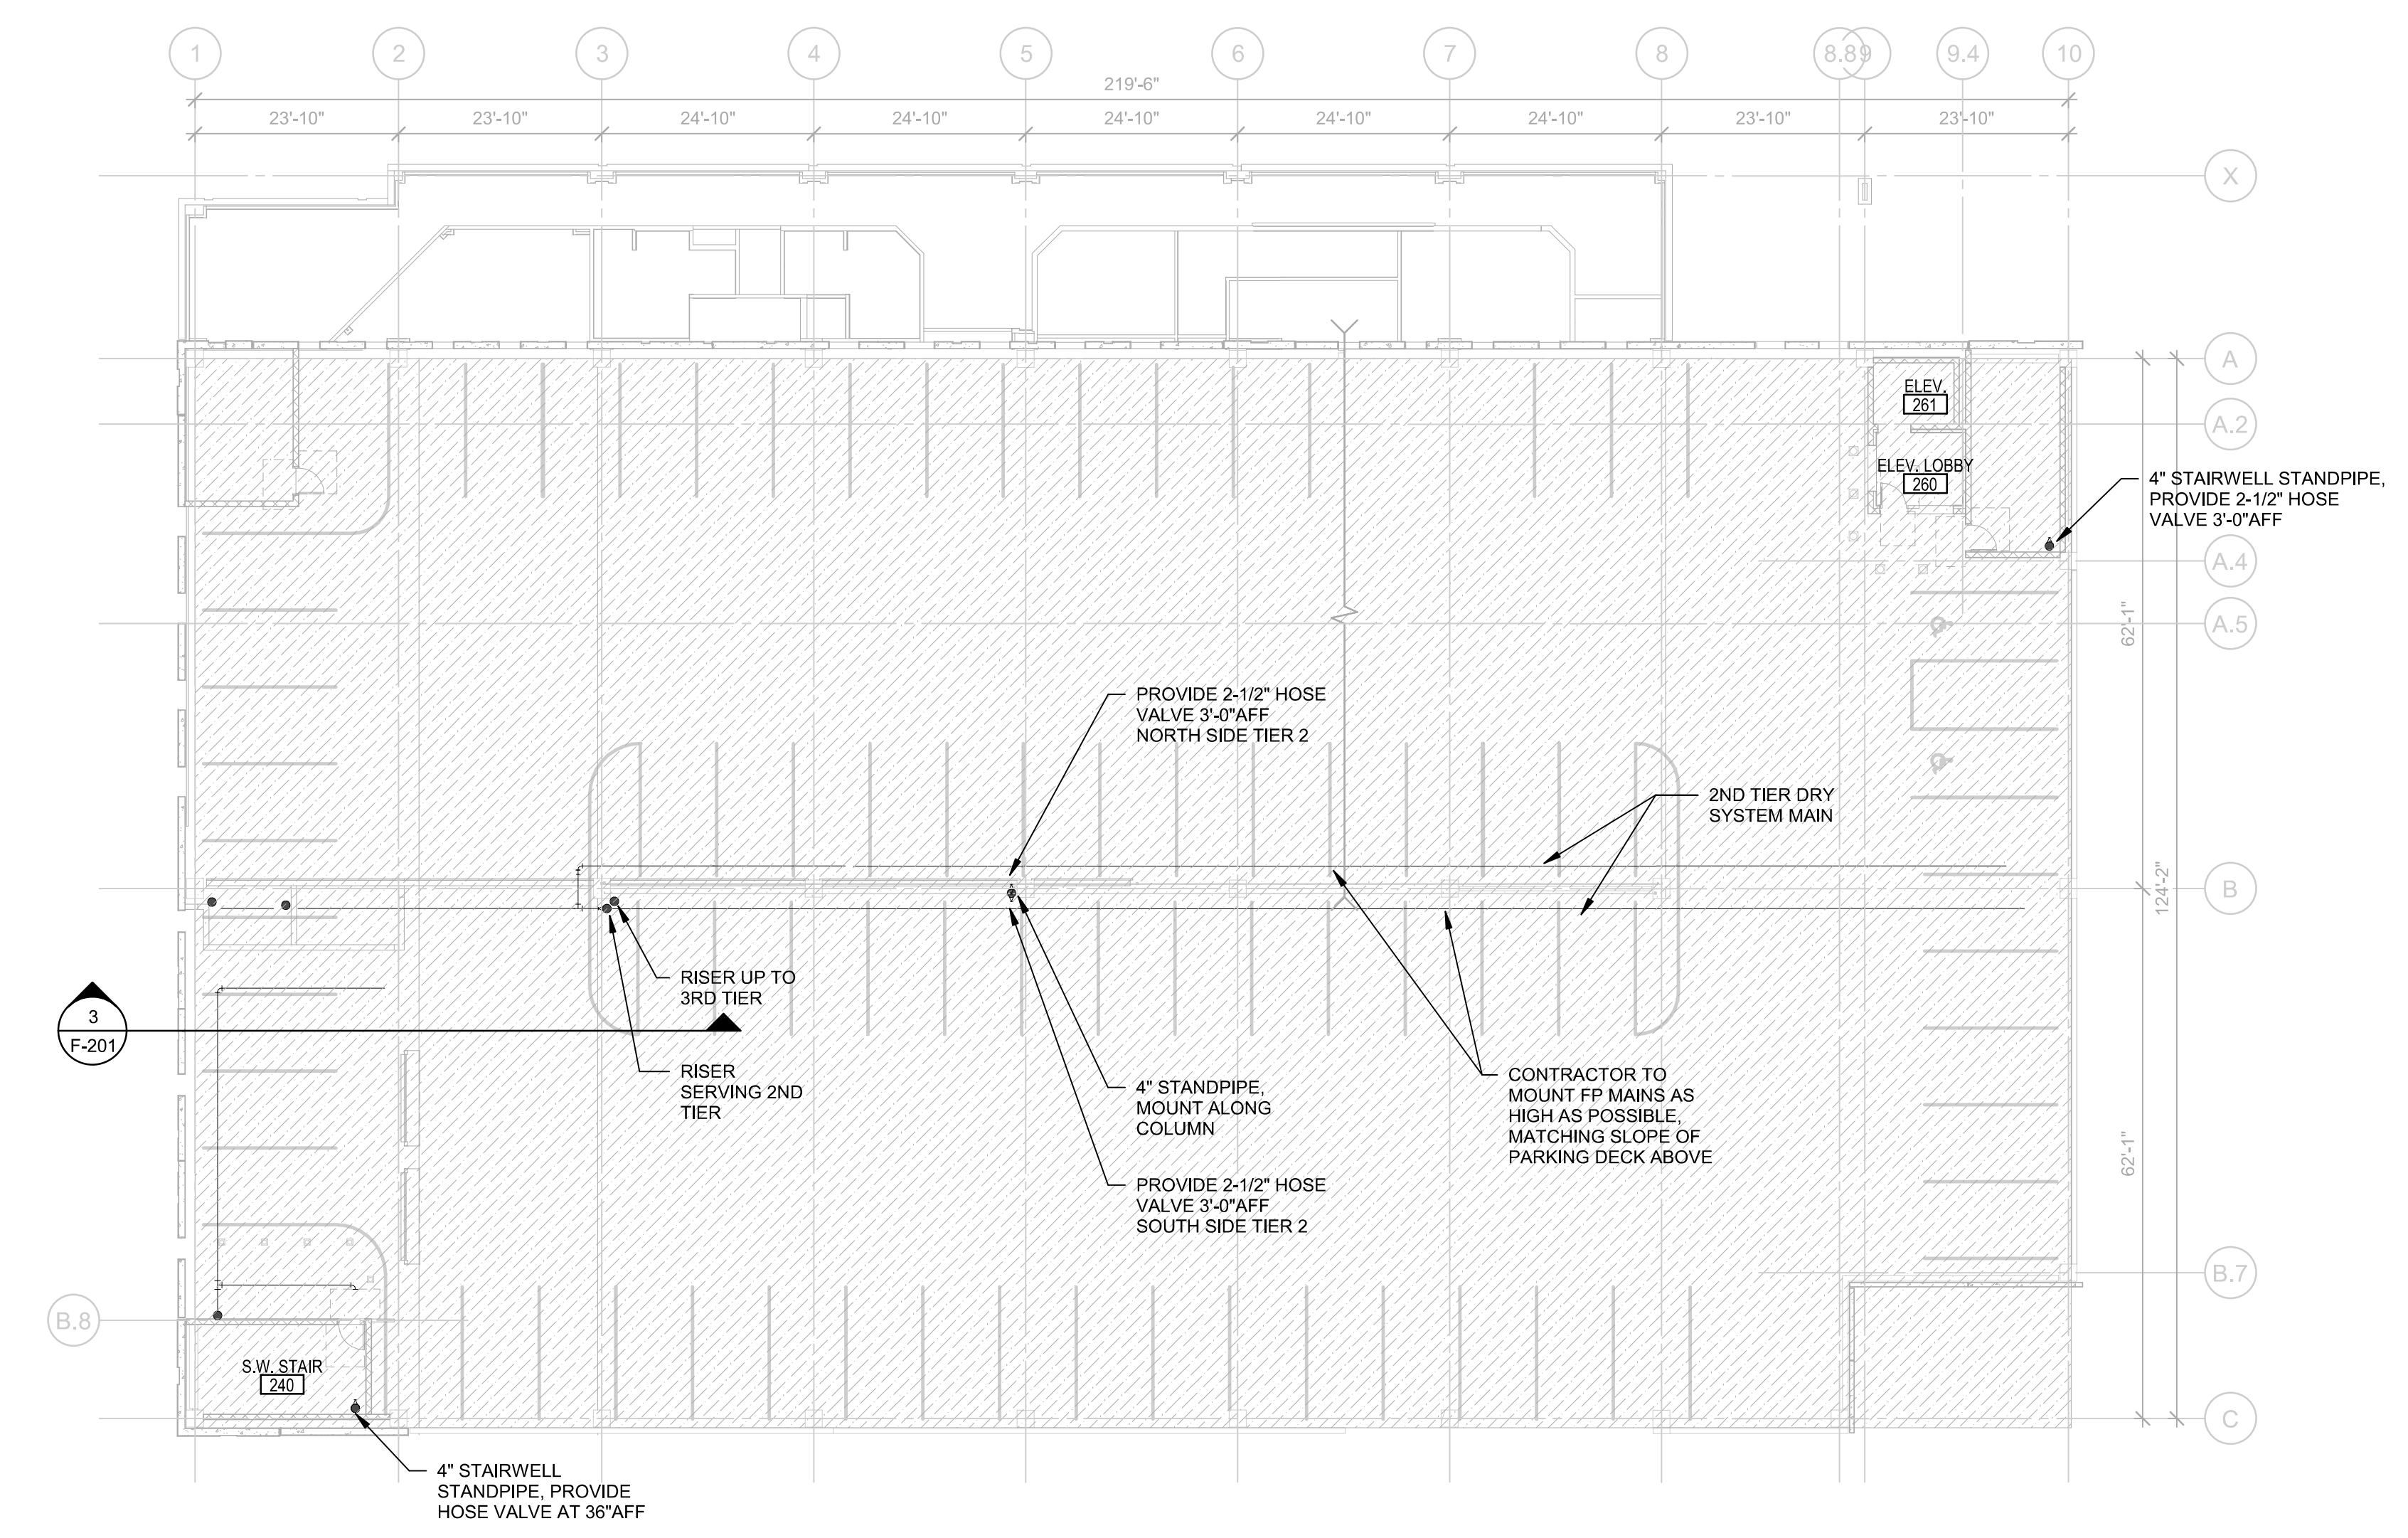 1 2 3 4 5 6 7 8 8.8 9 9.4 10
219'-6"
23'-10" 23'-10" 24'-10" 24'-10" 24'-10" 24'-10" 24'-10" 23'-10" 23'-10"
X
A
ELEV.
261
A.2
ELEV. LOBBY
260
4" STAIRWELL STANDPIPE,
PROVIDE 2-1/2" HOSE
VALVE 3'-0"AFF
A.4
A.5
62'-1"
PROVIDE 2-1/2" HOSE
VALVE 3'-0"AFF
NORTH SIDE TIER 2
2ND TIER DRY
SYSTEM MAIN
B
124'-2"
RISER UP TO
3RD TIER
3
F-201
RISER
SERVING 2ND
TIER
4" STANDPIPE,
MOUNT ALONG
COLUMN
CONTRACTOR TO
MOUNT FP MAINS AS
HIGH AS POSSIBLE,
MATCHING SLOPE OF
PARKING DECK ABOVE
62'-1"
PROVIDE 2-1/2" HOSE
VALVE 3'-0"AFF
SOUTH SIDE TIER 2
B.7
B.8
S.W. STAIR
240
C
4" STAIRWELL
STANDPIPE, PROVIDE
HOSE VALVE AT 36"AFF